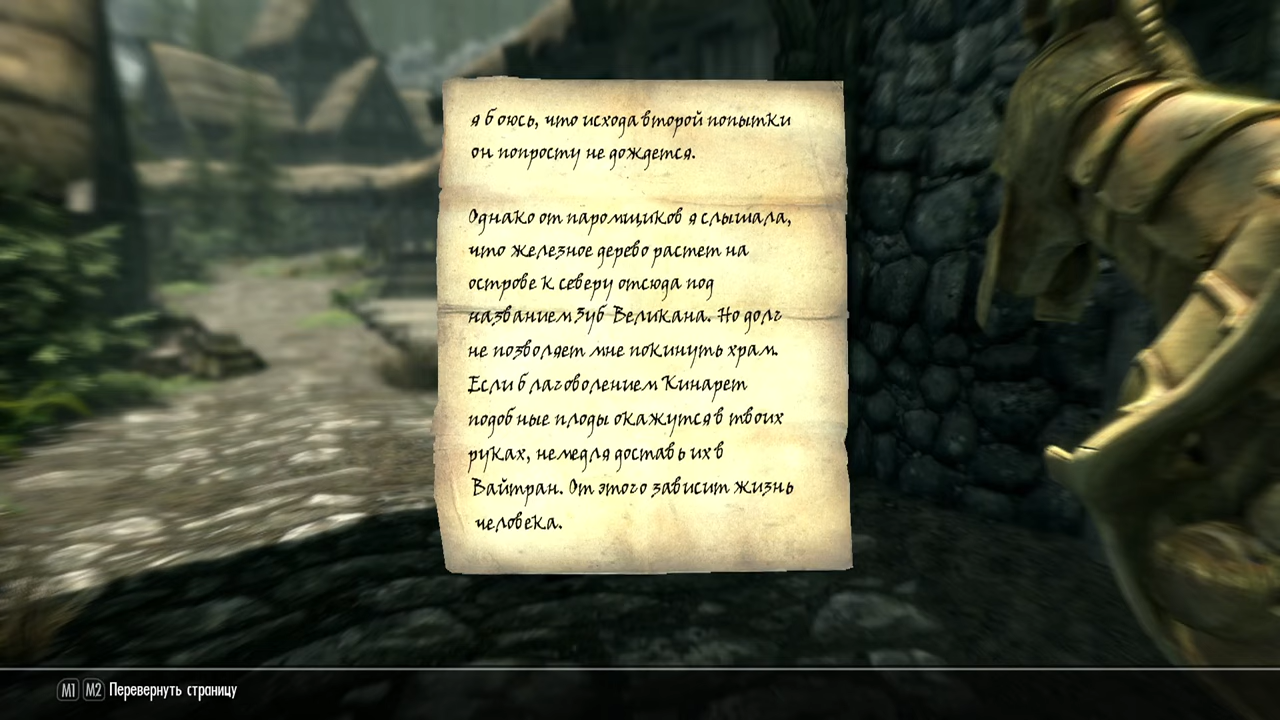 я боюсь, что исхода второй попытки
он попросту не дождется.
Однако от паромщиков я слышала,
что железное дерево растет на
острове к северу отсюда под
названием Зуб Великана. Но долг
не позволяет мне покинуть храм.
Если благоволением Кинарет
подобные плоды окажутся в твоих
руках, немедля доставь их в
Вайтран. От этого зависит жизнь
человека.
M1 M2 Перевернуть страницу